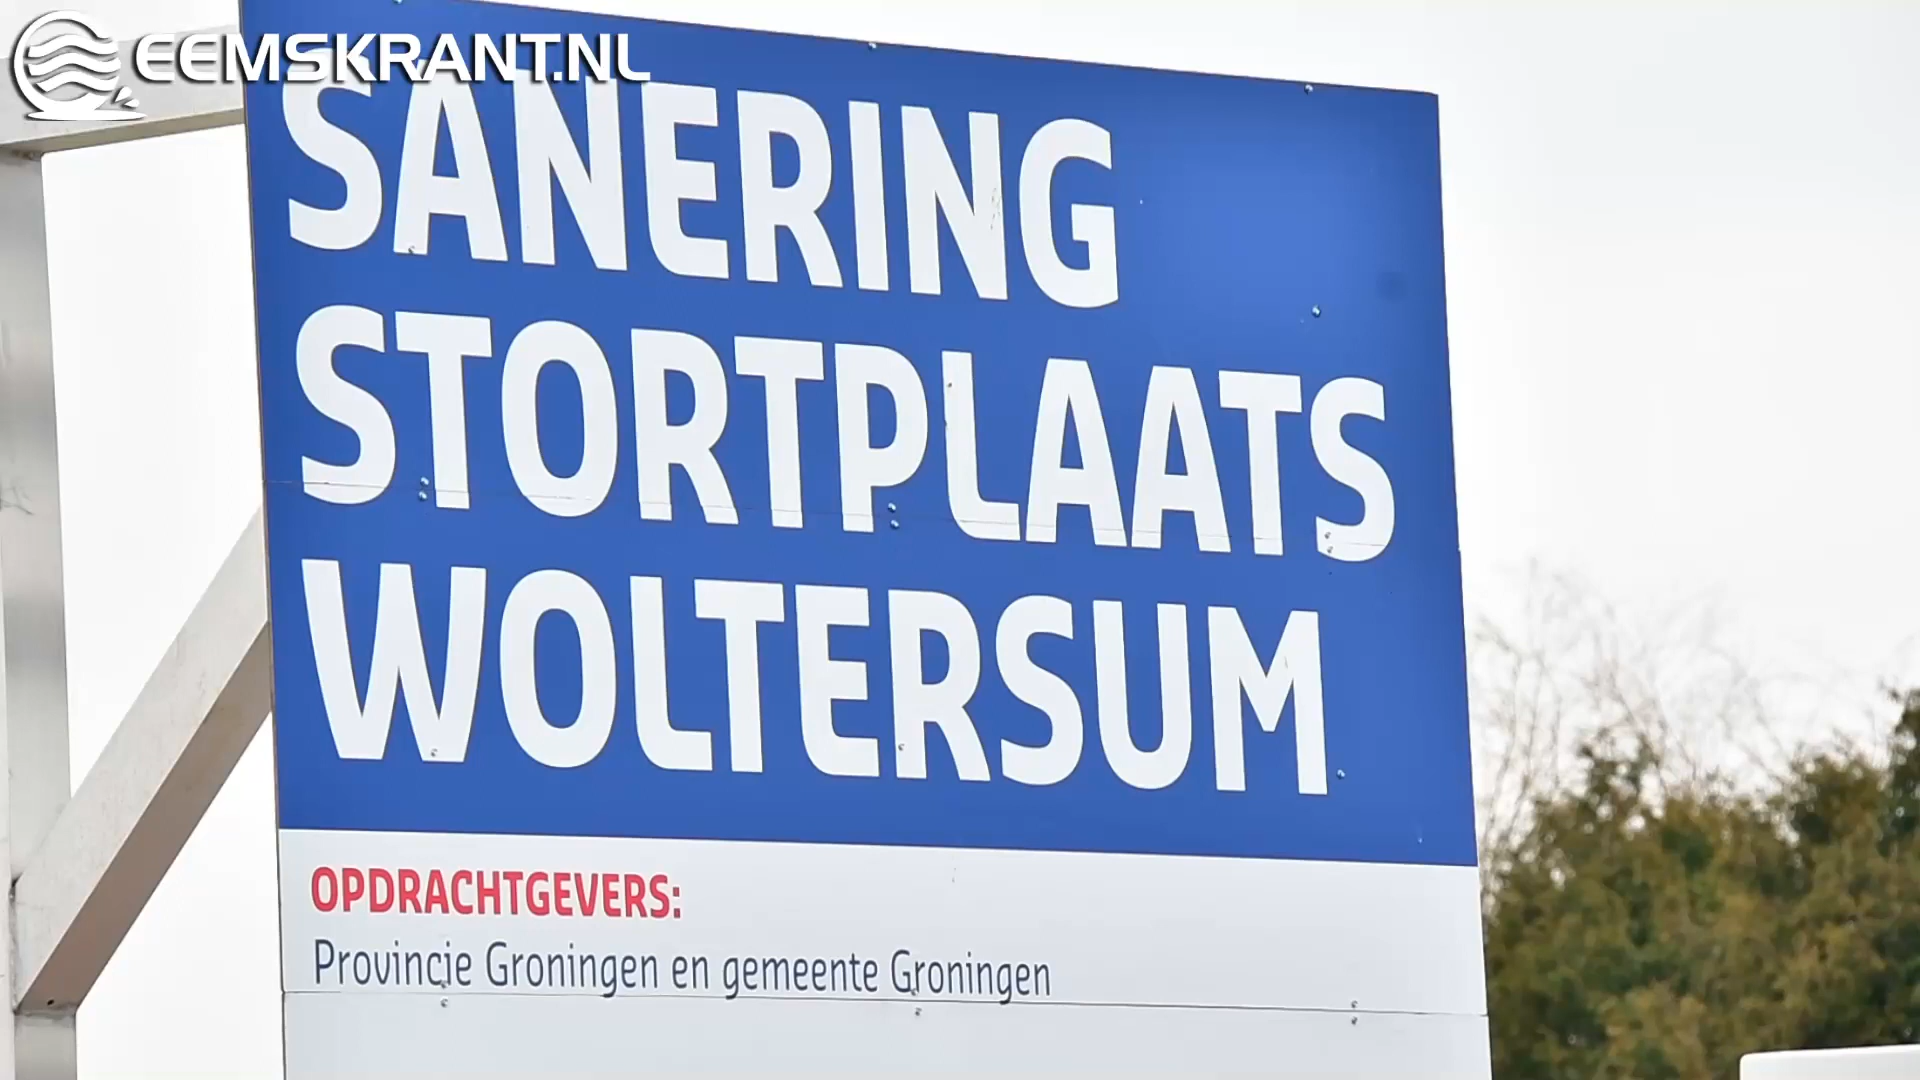 EEMSKRANT.NL
SANERING
STORTPLAATS
WOLTERSUM
OPDRACHTGEVERS:
Provincie Groningen en gemeente Groningen